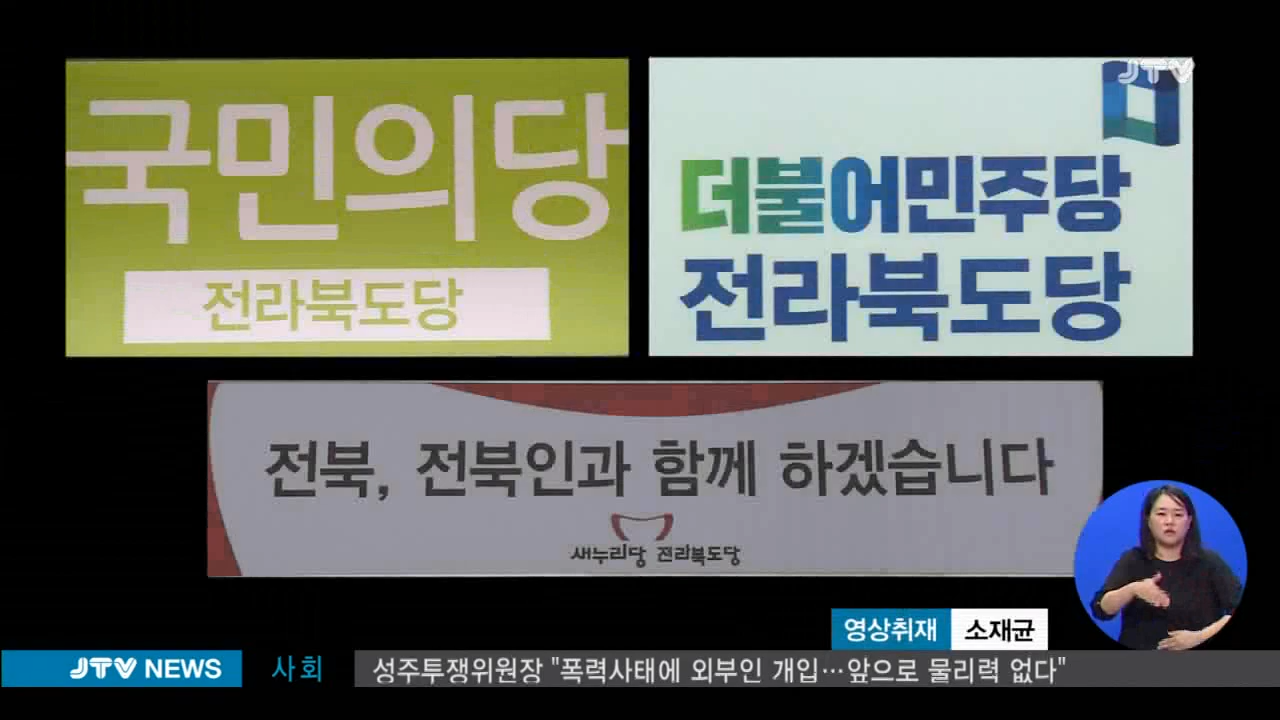 국민의당
전라북도당
JTV
더불어민주당
전라북도당
전북, 전북인과 함께 하겠습니다
새누리당 전라북도당
영상취재 소재균
JTV NEWS 사회 성주투쟁위원장 "폭력사태에 외부인 개입…앞으로 물리력 없다"